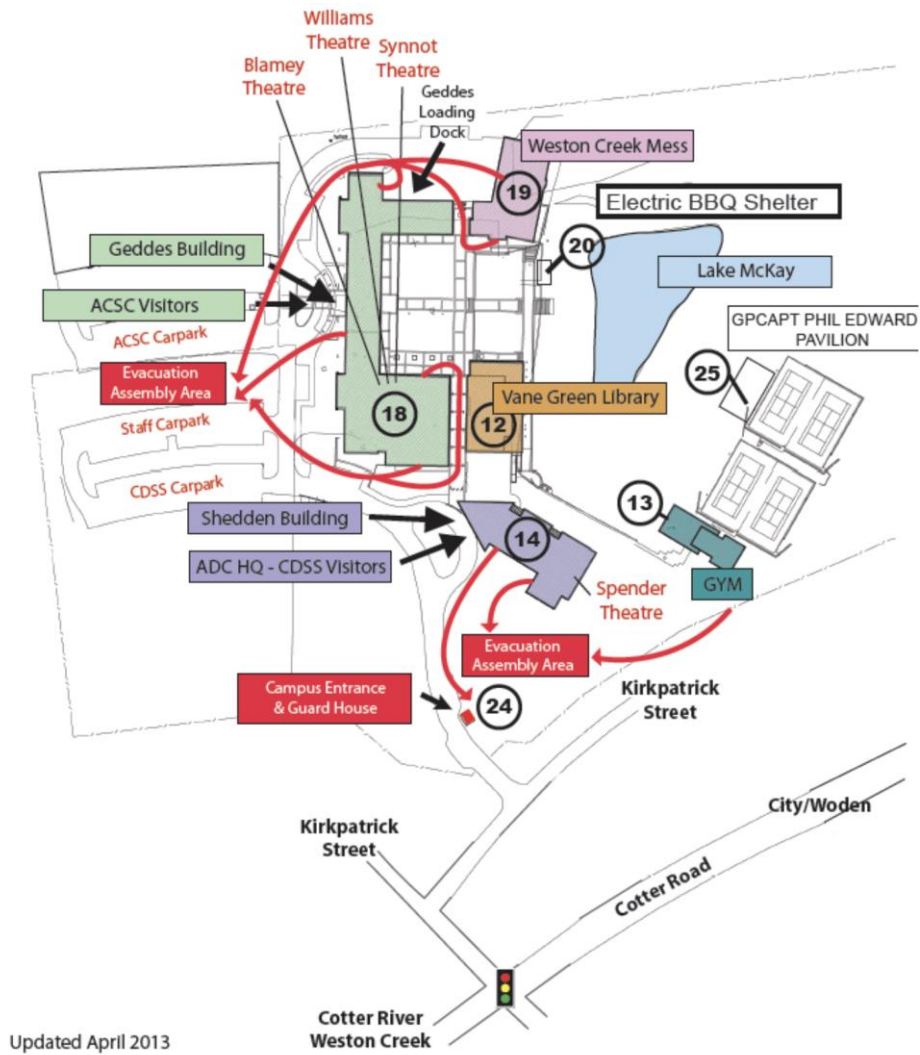 Williams
Theatre
Synnot
Theatre
Blamey
Theatre
Geddes
Loading
Dock
Weston Creek Mess
19
Electric BBQ Shelter
20
Geddes Building
Lake McKay
ACSC Visitors
GPCAPT PHIL EDWARD
PAVILION
ACSC Carpark
Evacuation
Assembly Area
25
Vane Green Library
Staff Carpark
18
12
CDSS Carpark
Shedden Building
13
14
ADC HQ - CDSS Visitors
GYM
Spender
Theatre
Evacuation
Assembly Area
Campus Entrance
& Guard House
24
Kirkpatrick
Street
City/Woden
Kirkpatrick
Street
Cotter Road
Cotter River
Weston Creek
Updated April 2013